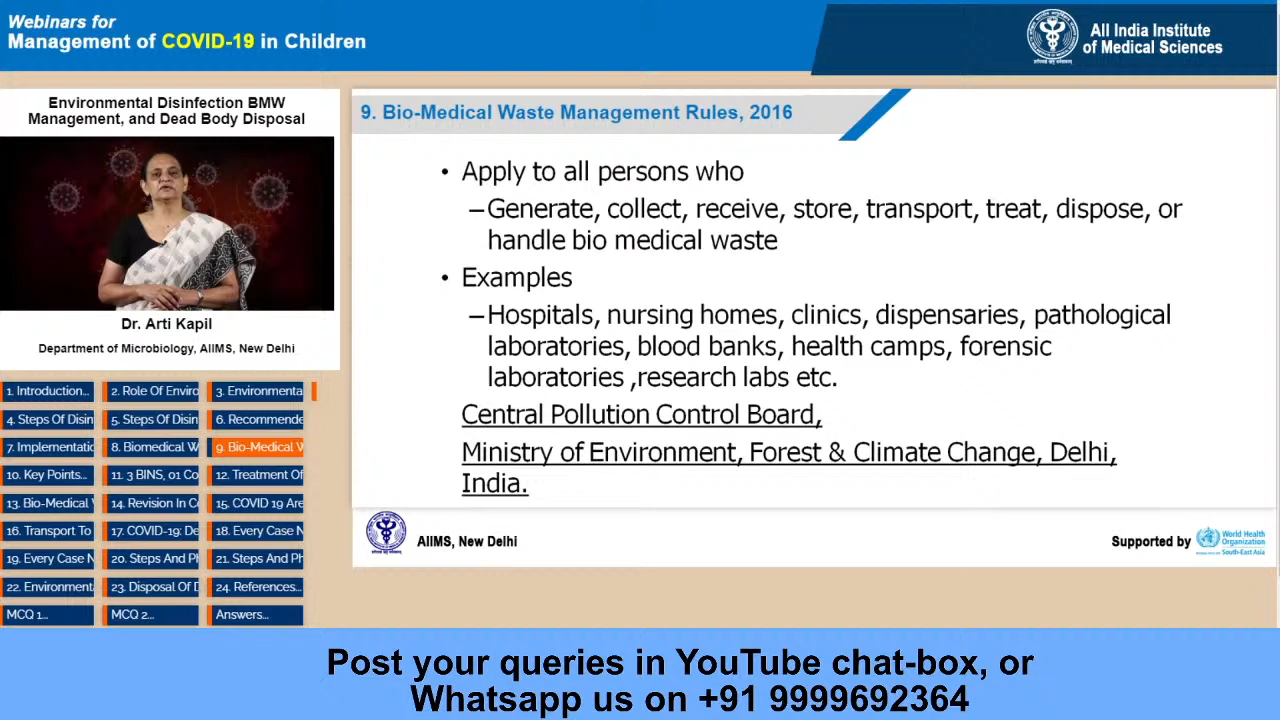 Webinars for
Management of COVID-19 in Children
All India Institute
of Medical Sciences
Environmental Disinfection BMW
Management, and Dead Body Disposal
Dr. Arti Kapil
Department of Microbiology, AIIMS, New Delhi
1. Introduction...
2. Role Of Enviro
3. Environmenta
4. Steps Of Disin
5. Steps Of Disin
6. Recommende
7. Implementatic
8. Biomedical W
9. Bio-Medical W
10. Key Points...
11. 3 BINS, 01 Co
12. Treatment Of
13. Bio-Medical W
14. Revision In C
15. COVID 19 Are
16. Transport To
17. COVID-19: De
18. Every Case N
19. Every Case N
20. Steps And Ph
21. Steps And Ph
22. Environment
23. Disposal Of D
24. References...
MCQ 1...
MCQ 2...
Answers...
9. Bio-Medical Waste Management Rules, 2016
• Apply to all persons who
–Generate, collect, receive, store, transport, treat, dispose, or
handle bio medical waste
• Examples
–Hospitals, nursing homes, clinics, dispensaries, pathological
laboratories, blood banks, health camps, forensic
laboratories ,research labs etc.
Central Pollution Control Board,
Ministry of Environment, Forest & Climate Change, Delhi,
India.
AIIMS, New Delhi
Supported by
World Health
Organization
South-East Asia
Post your queries in YouTube chat-box, or
Whatsapp us on +91 9999692364